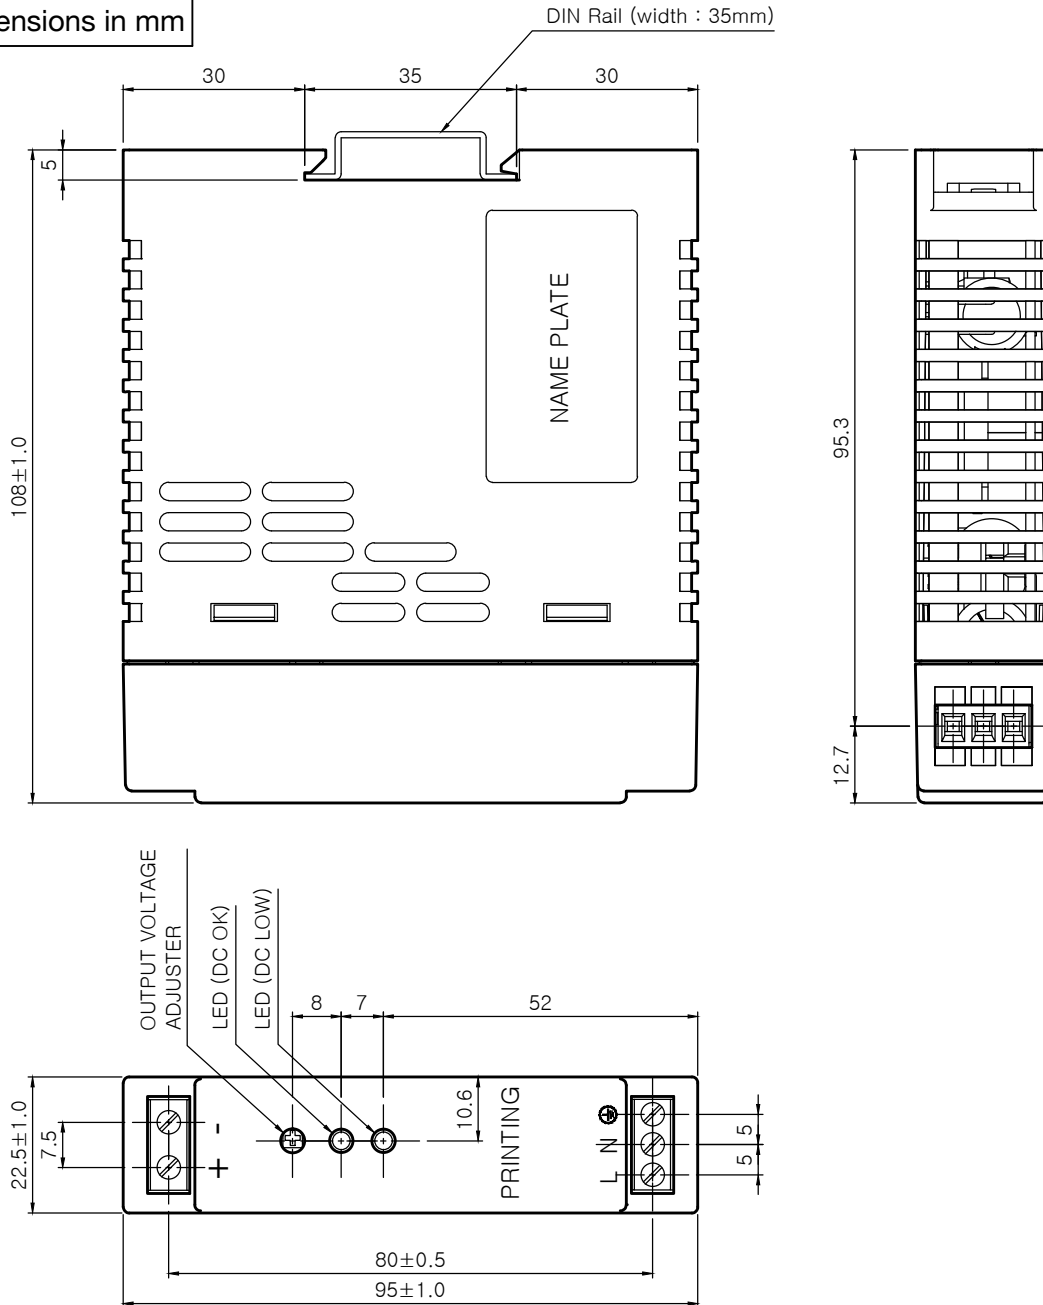 ensions in mm
DIN Rail (width : 35mm)
30
35
30
5
NAME PLATE
108±1.0
95.3
12.7
OUTPUT VOLTAGE
ADJUSTER
LED (DC OK)
LED (DC LOW)
8
7
52
22.5±1.0
7.5
-
+
10.6
PRINTING
L N
5
5
80±0.5
95±1.0